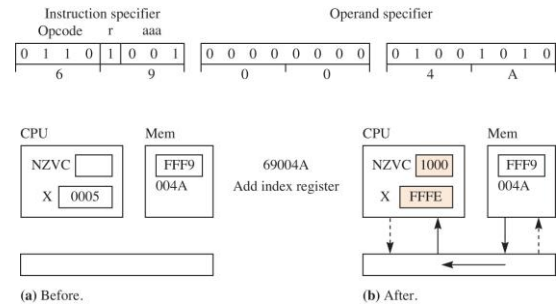 Instruction specifier Operand specifier
Opcode r aaa
0 1 1 0 1 0 0 1 0 0 0 0 0 0 0 0 0 1 0 0 1 0 1 0
6 9 0 0 4 A
CPU Mem CPU Mem
NZVC FFF9 69004A NZVC 1000 FFF9
004A Add index register 004A
X 0005 X FFFE
(a) Before. (b) After.